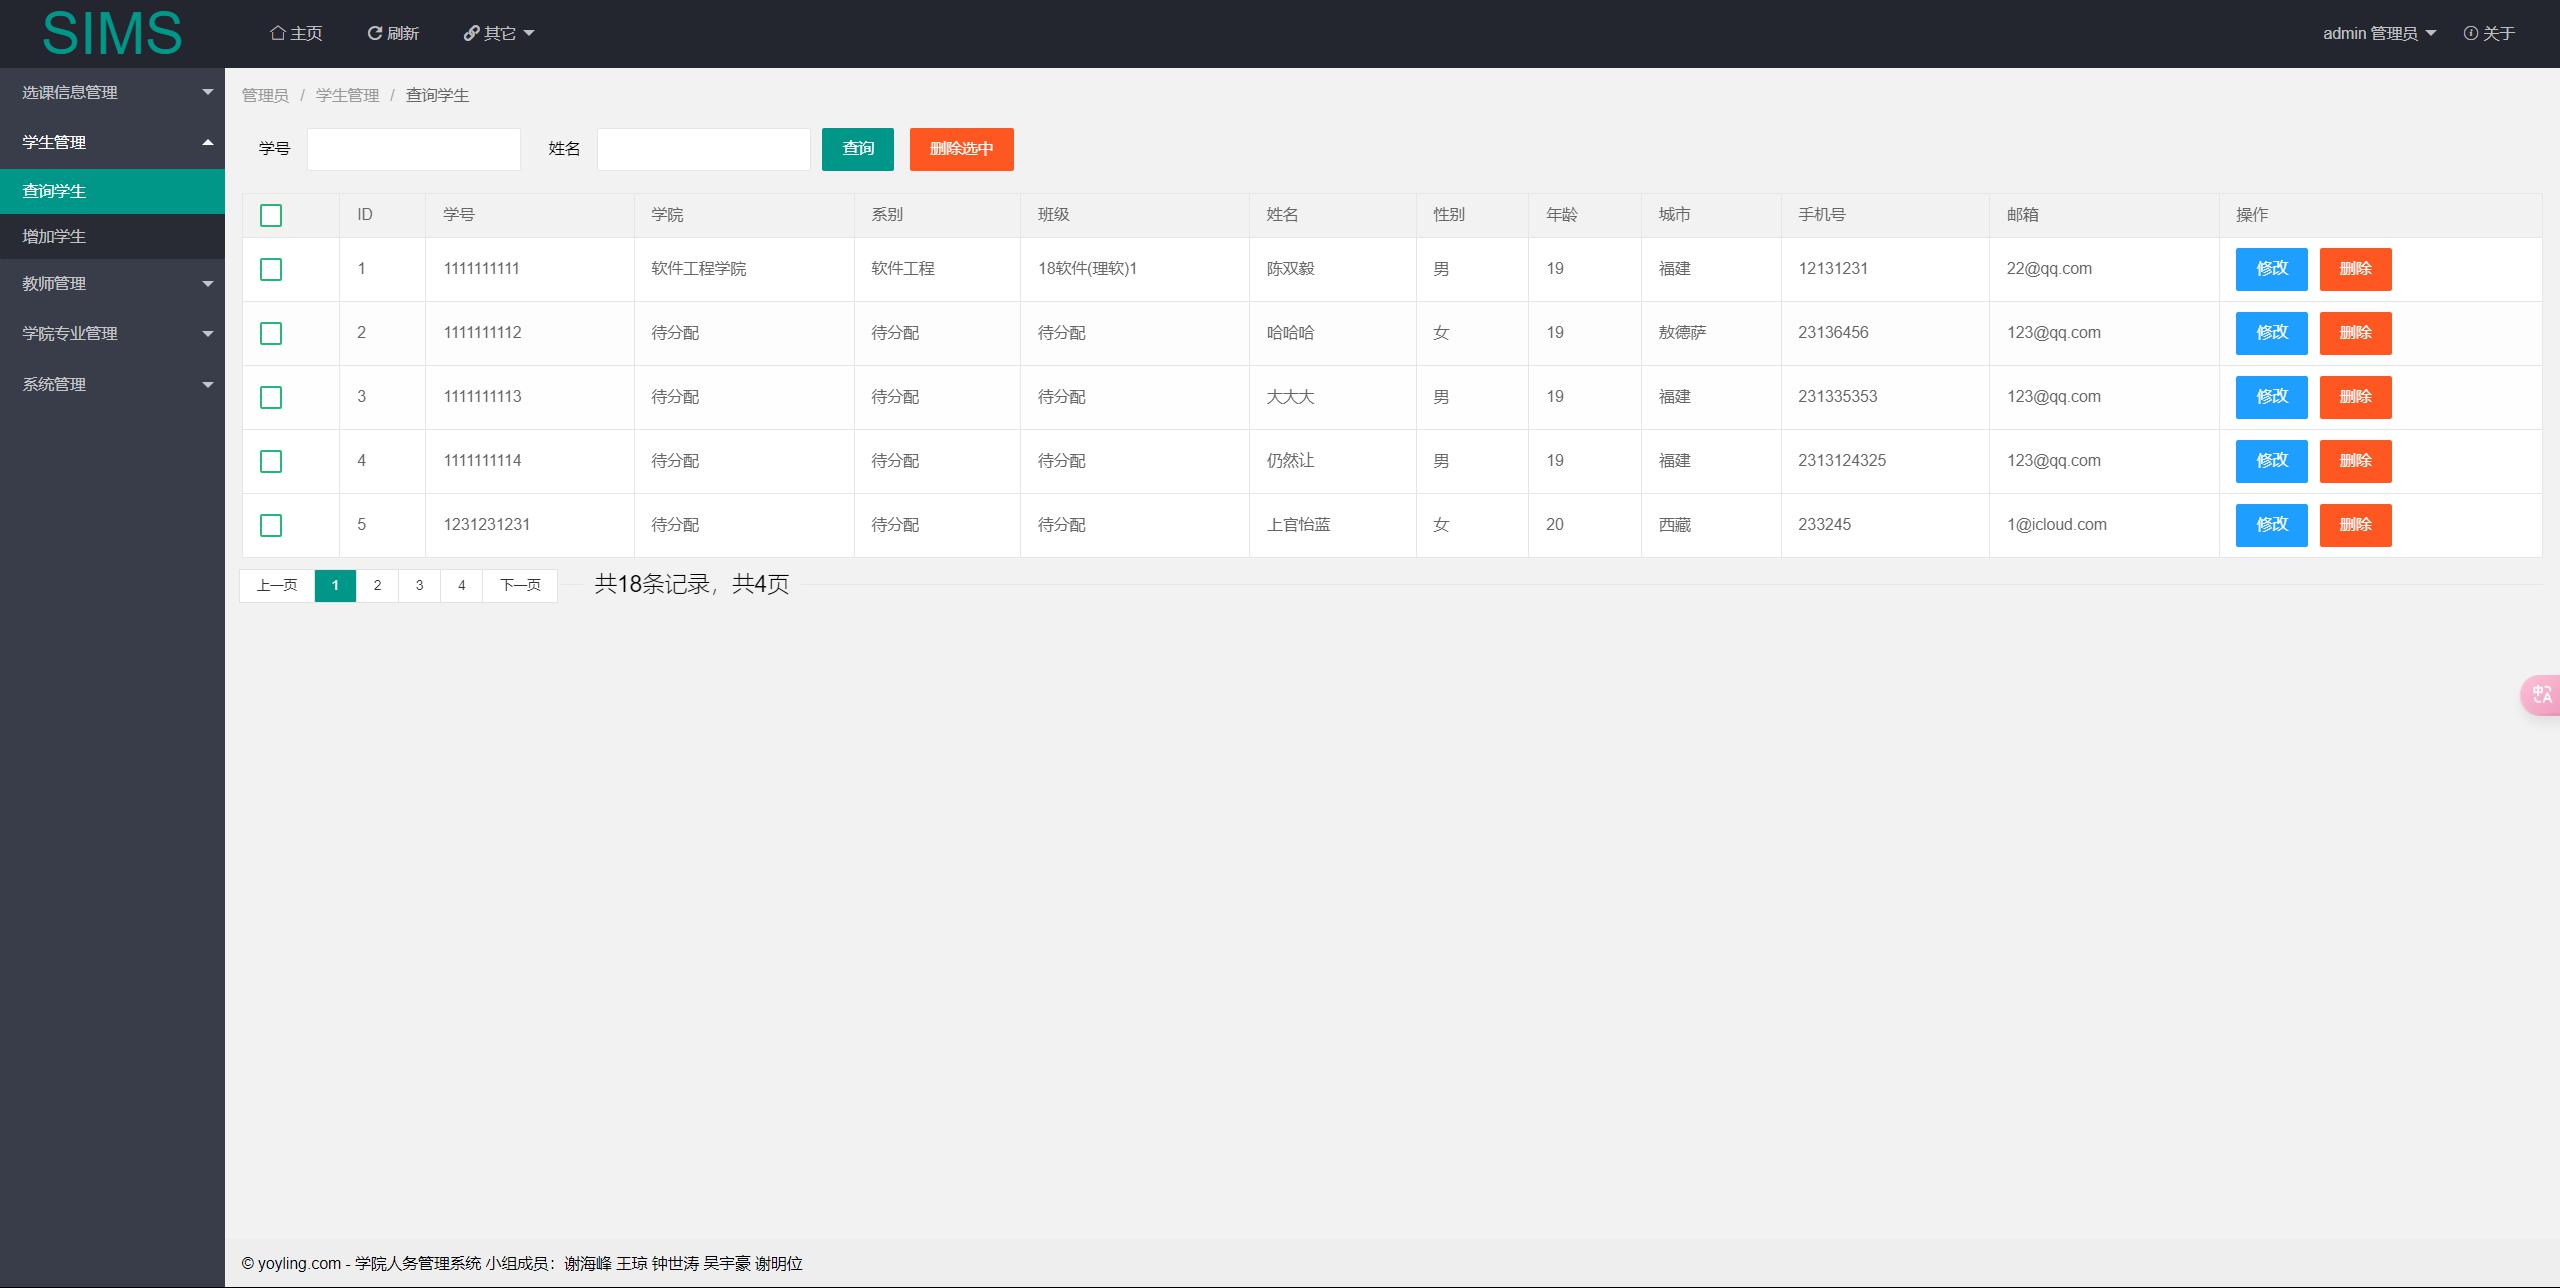 SIMS 主页 刷新 其它 admin 管理员 关于
选课信息管理
学生管理
查询学生
增加学生
教师管理
学院专业管理
系统管理
管理员 / 学生管理 / 查询学生
学号 姓名 查询 删除选中
ID 学号 学院 系别 班级 姓名 性别 年龄 城市 手机号 邮箱 操作
1 1111111111 软件工程学院 软件工程 18软件(理软)1 陈双毅 男 19 福建 12131231 22@qq.com 修改 删除
2 1111111112 待分配 待分配 待分配 哈哈哈 女 19 敖德萨 23136456 123@qq.com 修改 删除
3 1111111113 待分配 待分配 待分配 大大大 男 19 福建 231335353 123@qq.com 修改 删除
4 1111111114 待分配 待分配 待分配 仍然让 男 19 福建 2313124325 123@qq.com 修改 删除
5 1231231231 待分配 待分配 待分配 上官怡蓝 女 20 西藏 233245 1@icloud.com 修改 删除
上一页 1 2 3 4 下一页 共18条记录，共4页
中A
© yoyling.com - 学院人务管理系统 小组成员：谢海峰 王琼 钟世涛 吴宇豪 谢明位